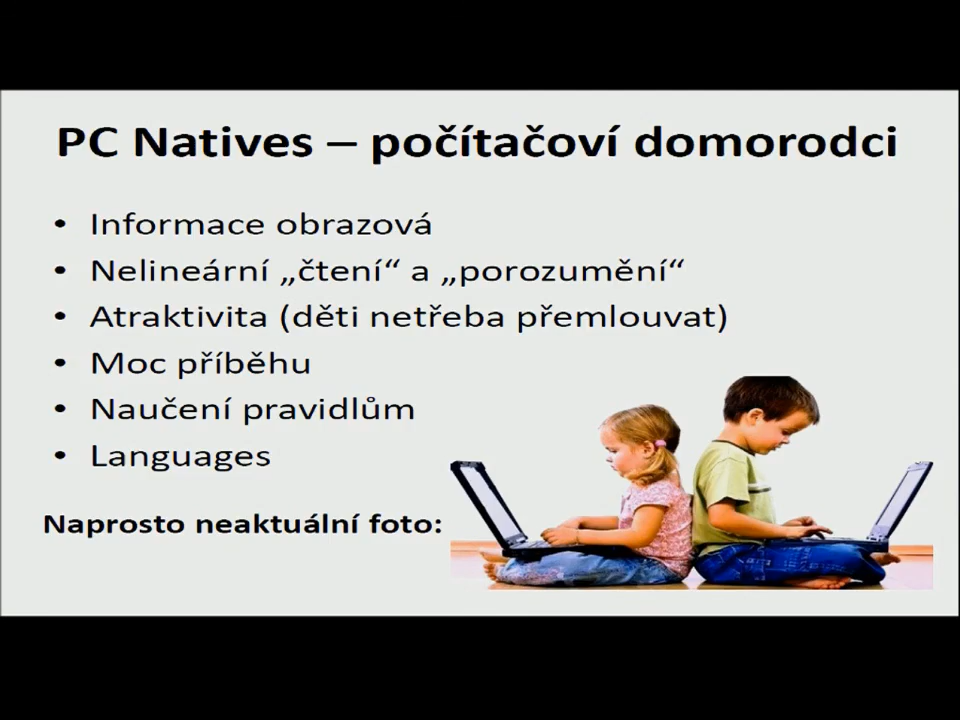 PC Natives – počítačoví domorodci
• Informace obrazová
• Nelineární „čtení“ a „porozumění“
• Atraktivita (děti netřeba přemlouvat)
• Moc příběhu
• Naučení pravidlům
• Languages
Naprosto neaktuální foto: